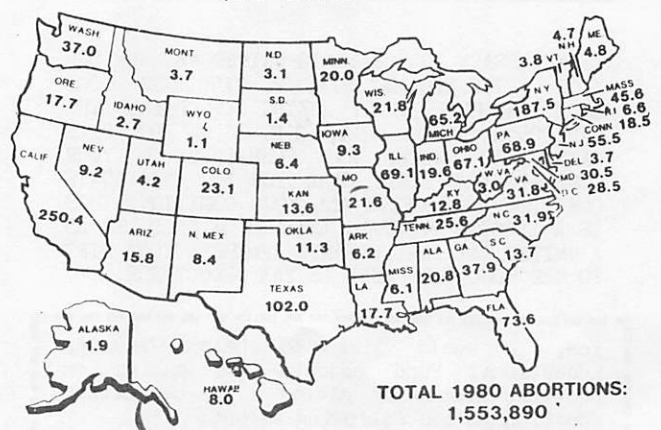 WASH
37.0
MONT
3.7
N.D
3.1
MINN.
20.0
4.7
N H
3.8 VT
ME.
4.8
ORE
17.7
IDAHO
2.7
WYO
1.1
S.D
1.4
WIS.
21.8
65.2
MICH
N Y
187.5
MASS
45.6
R I 6.6
CONN 18.5
NEV
9.2
UTAH
4.2
COLO
23.1
NEB
6.4
IOWA
9.3
ILL
69.1
IND.
19.6
OHIO
67.1
PA
68.9
N J 55.5
DEL 3.7
MD 30.5
D C 28.5
CALIF
250.4
KAN
13.6
MO
21.6
KY
12.8
W VA
3.0
VA
31.8
ARIZ
15.8
N. MEX
8.4
OKLA
11.3
ARK
6.2
TENN. 25.6
N C 31.9
S C
13.7
TEXAS
102.0
LA
17.7
MISS
6.1
ALA
20.8
GA
37.9
FLA
73.6
ALASKA
1.9
HAWAII
8.0
TOTAL 1980 ABORTIONS:
1,553,890